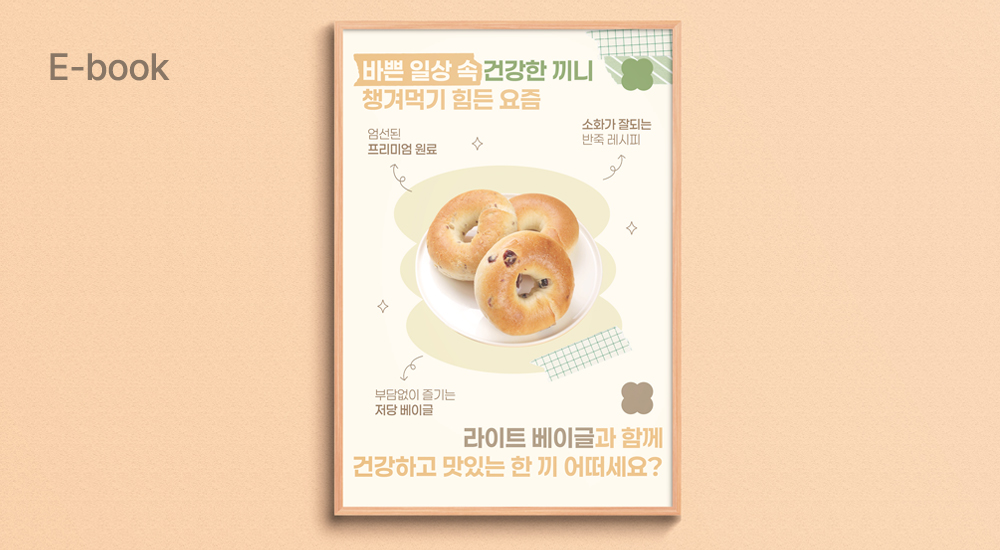 E-book
바쁜 일상 속 건강한 끼니
챙겨먹기 힘든 요즘
엄선된
프리미엄 원료
소화가 잘되는
반죽 레시피
부담없이 즐기는
저당 베이글
라이트 베이글과 함께
건강하고 맛있는 한 끼 어떠세요?